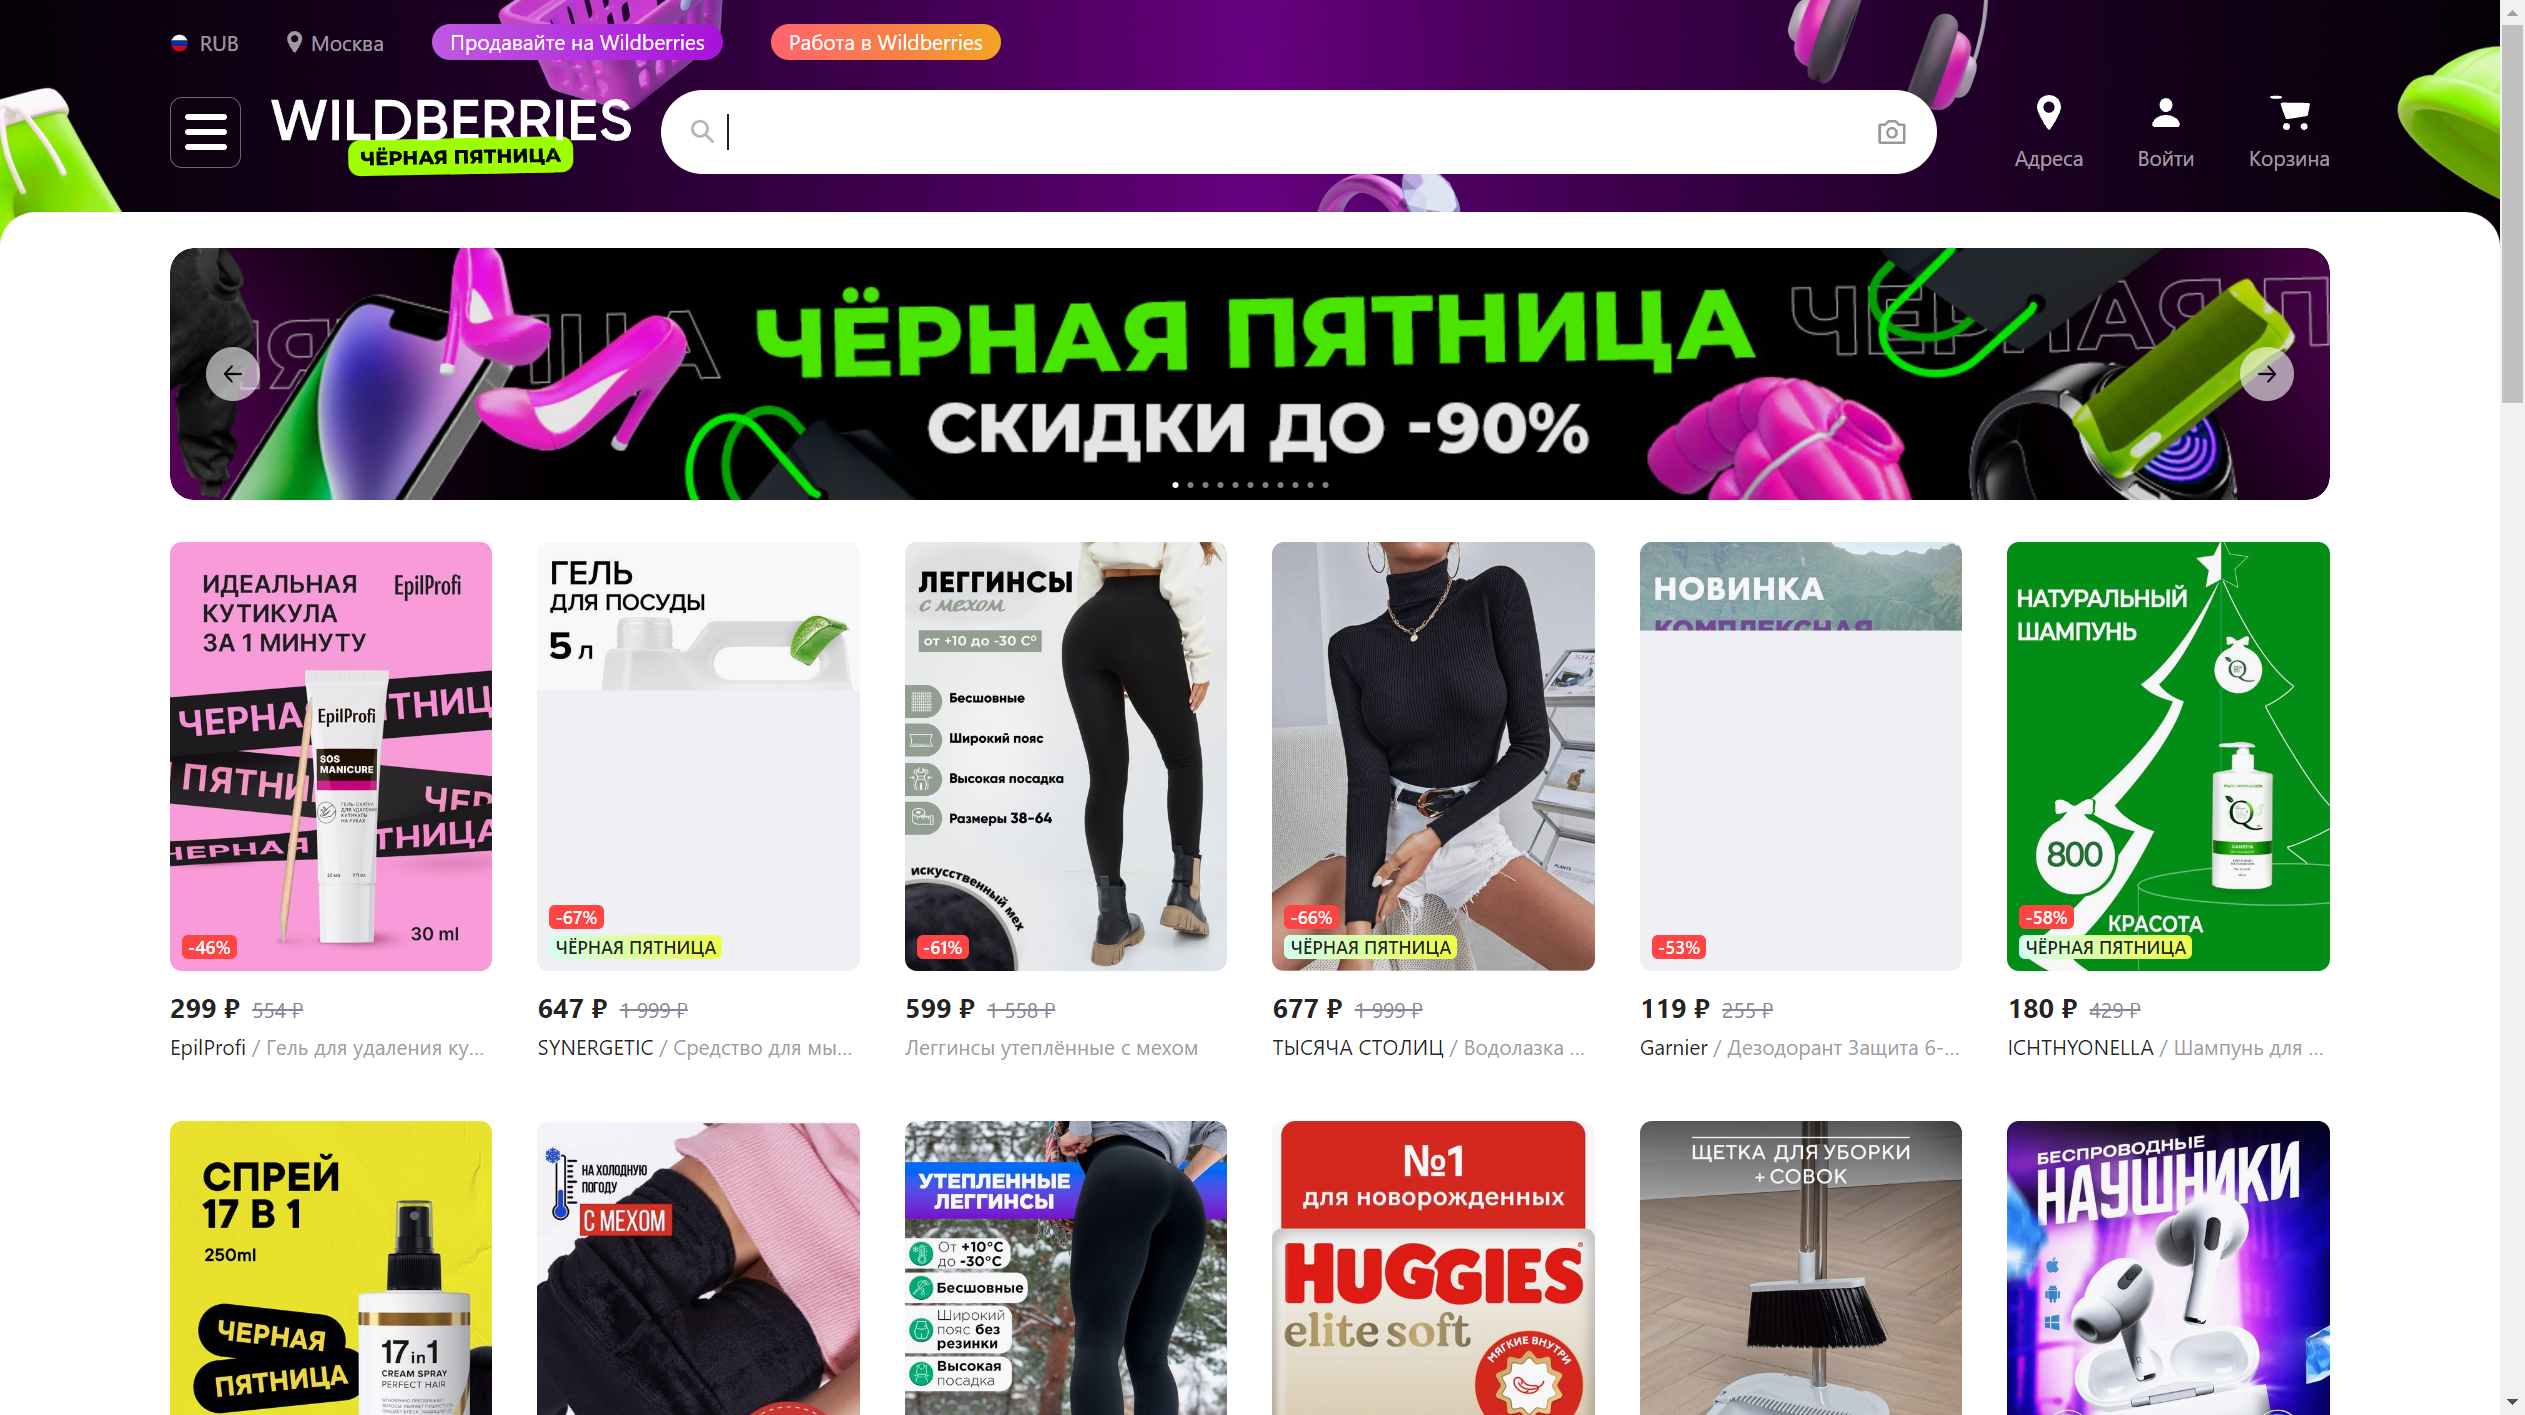 RUB
Москва
Продавайте на Wildberries
Работа в Wildberries
WILDBERRIES
ЧЁРНАЯ ПЯТНИЦА
Адреса
Войти
Корзина
ЧЁРНАЯ ПЯТНИЦА
СКИДКИ ДО -90%
ИДЕАЛЬНАЯ
КУТИКУЛА
ЗА 1 МИНУТУ
EpilProfi
EpilProfi
SOS
MANICURE
30 ml
-46%
299 ₽ 554 ₽
EpilProfi / Гель для удаления ку...
ГЕЛЬ
ДЛЯ ПОСУДЫ
5 л
-67%
ЧЁРНАЯ ПЯТНИЦА
647 ₽ 1 999 ₽
SYNERGETIC / Средство для мы...
ЛЕГГИНСЫ
с мехом
от +10 до -30 С°
Бесшовные
Широкий пояс
Высокая посадка
Размеры 38-64
искусственный мех
-61%
599 ₽ 1 558 ₽
Леггинсы утеплённые с мехом
-66%
ЧЁРНАЯ ПЯТНИЦА
677 ₽ 1 999 ₽
ТЫСЯЧА СТОЛИЦ / Водолазка ...
НОВИНКА
КОМПЛЕКСНАЯ
-53%
119 ₽ 255 ₽
Garnier / Дезодорант Защита 6-...
НАТУРАЛЬНЫЙ
ШАМПУНЬ
800
КРАСОТА
-58%
ЧЁРНАЯ ПЯТНИЦА
180 ₽ 429 ₽
ICHTHYONELLA / Шампунь для ...
СПРЕЙ
17 В 1
250ml
ЧЕРНАЯ
ПЯТНИЦА
17 in 1
CREAM SPRAY
PERFECT HAIR
НА ХОЛОДНУЮ
ПОГОДУ
С МЕХОМ
УТЕПЛЕННЫЕ
ЛЕГГИНСЫ
От +10°С
до -30°С
Бесшовные
Широкий
пояс без
резинки
Высокая
посадка
№1
для новорожденных
HUGGIES
elite soft
МЯГКИЕ ВНУТРИ
ЩЕТКА ДЛЯ УБОРКИ
+ СОВОК
БЕСПРОВОДНЫЕ
НАУШНИКИ